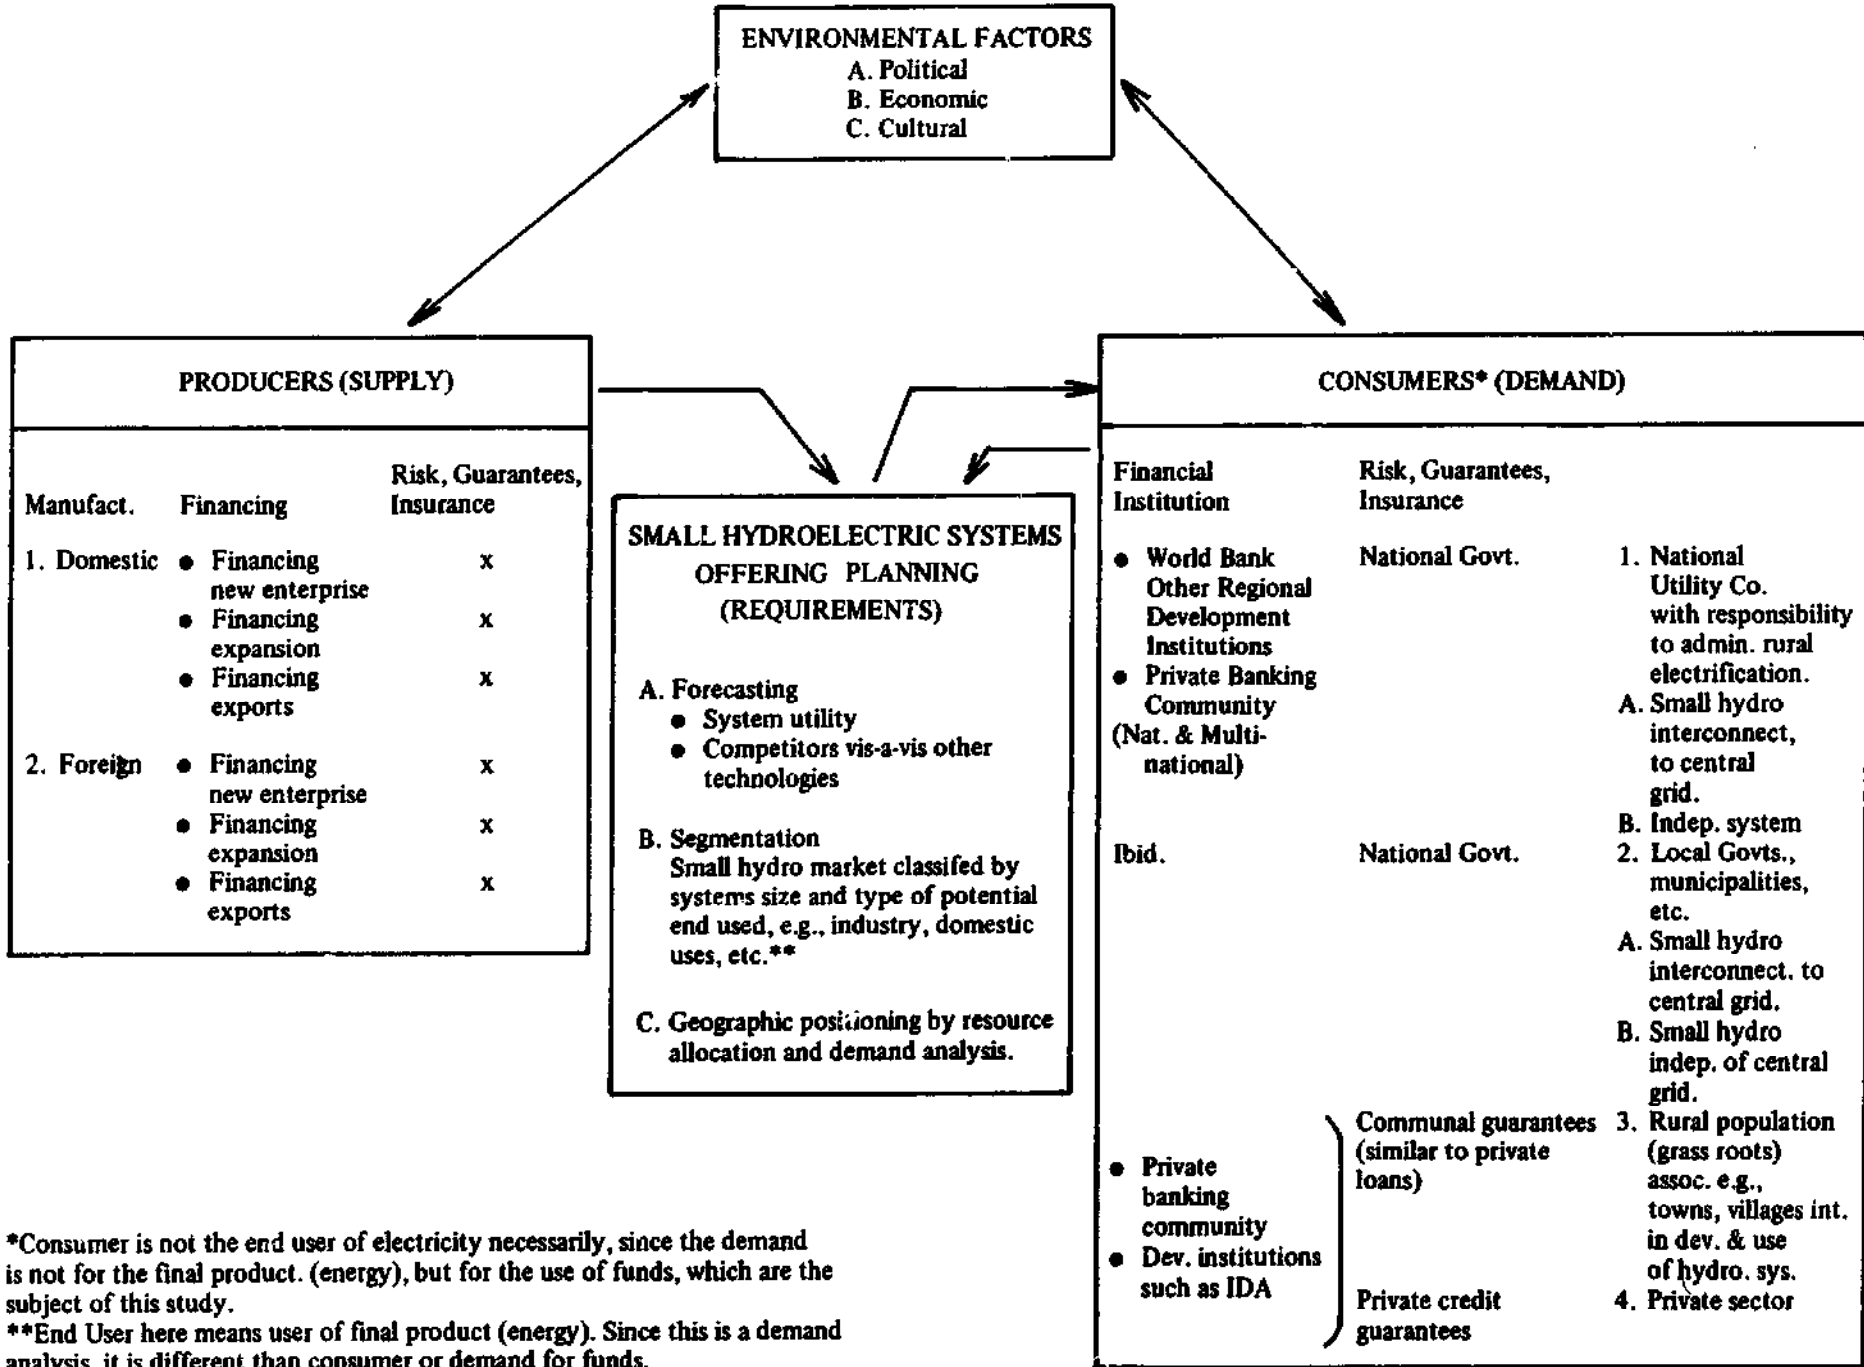 ENVIRONMENTAL FACTORS
A. Political
B. Economic
C. Cultural
PRODUCERS (SUPPLY)
Manufact.
Financing
Risk, Guarantees,
Insurance
1. Domestic
● Financing
new enterprise
x
● Financing
expansion
x
● Financing
exports
x
2. Foreign
● Financing
new enterprise
x
● Financing
expansion
x
● Financing
exports
x
SMALL HYDROELECTRIC SYSTEMS
OFFERING PLANNING
(REQUIREMENTS)
A. Forecasting
● System utility
● Competitors vis-a-vis other
technologies
B. Segmentation
Small hydro market classifed by
systems size and type of potential
end used, e.g., industry, domestic
uses, etc.**
C. Geographic positioning by resource
allocation and demand analysis.
CONSUMERS* (DEMAND)
Financial
Institution
Risk, Guarantees,
Insurance
● World Bank
Other Regional
Development
Institutions
● Private Banking
Community
(Nat. & Multi-
national)
National Govt.
1. National
Utility Co.
with responsibility
to admin. rural
electrification.
A. Small hydro
interconnect,
to central
grid.
B. Indep. system
Ibid.
National Govt.
2. Local Govts.,
municipalities,
etc.
A. Small hydro
interconnect. to
central grid.
B. Small hydro
indep. of central
grid.
● Private
banking
community
● Dev. institutions
such as IDA
Communal guarantees
(similar to private
loans)
3. Rural population
(grass roots)
assoc. e.g.,
towns, villages int.
in dev. & use
of hydro. sys.
Private credit
guarantees
4. Private sector
*Consumer is not the end user of electricity necessarily, since the demand
is not for the final product. (energy), but for the use of funds, which are the
subject of this study.
**End User here means user of final product (energy). Since this is a demand
analysis, it is different than consumer or demand for funds.